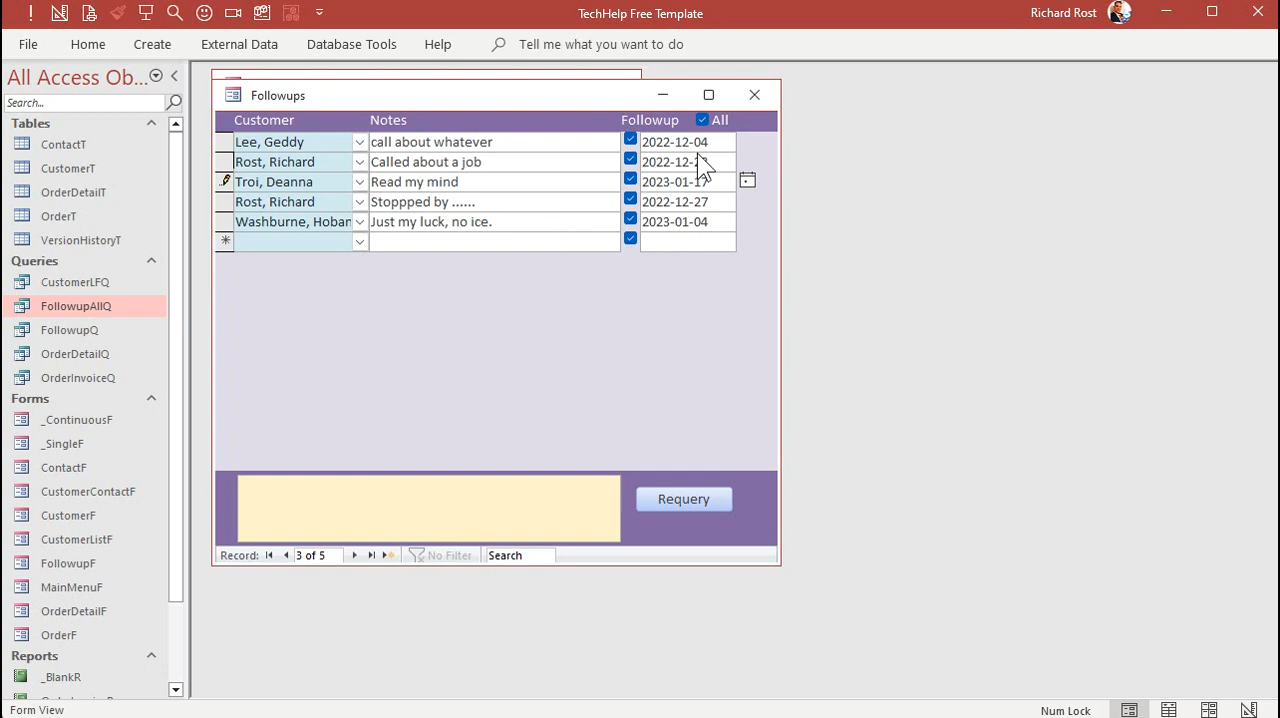 TechHelp Free Template
Richard Rost
File Home Create External Data Database Tools Help Tell me what you want to do
All Access Ob...
Search...
Tables
ContactT
CustomerT
OrderDetailT
OrderT
VersionHistoryT
Queries
CustomerLFQ
FollowupAllQ
FollowupQ
OrderDetailQ
OrderInvoiceQ
Forms
_ContinuousF
_SingleF
ContactF
CustomerContactF
CustomerF
CustomerListF
FollowupF
MainMenuF
OrderDetailF
OrderF
Reports
_BlankR
Followups
Customer Notes Followup All
Lee, Geddy call about whatever 2022-12-04
Rost, Richard Called about a job
Troi, Deanna Read my mind 2023-01-17
Rost, Richard Stoppped by ...... 2022-12-27
Washburne, Hoban Just my luck, no ice. 2023-01-04
Requery
Record: 3 of 5 No Filter Search
Form View Num Lock